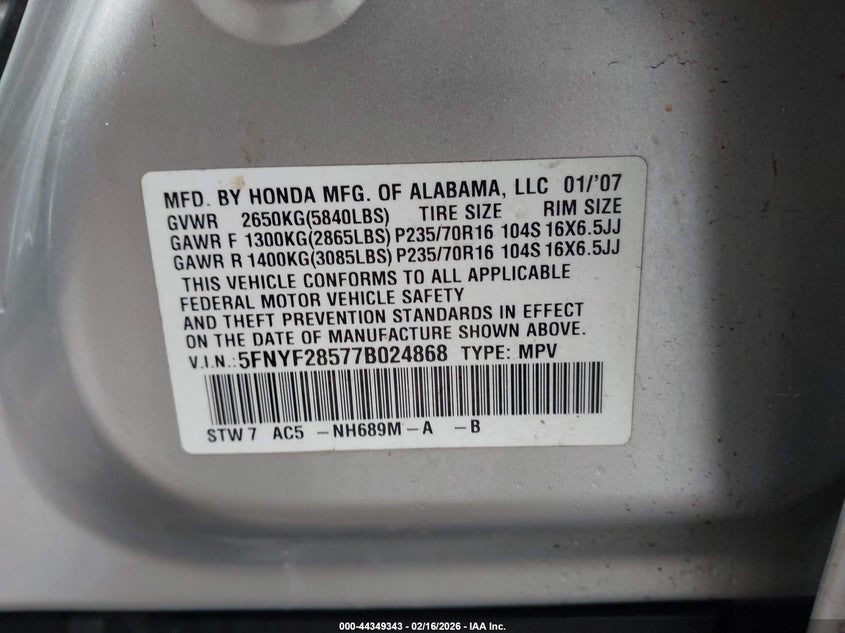 MFD. BY HONDA MFG. OF ALABAMA, LLC 01/'07
GVWR 2650KG(5840LBS) TIRE SIZE RIM SIZE
GAWR F 1300KG(2865LBS) P235/70R16 104S 16X6.5JJ
GAWR R 1400KG(3085LBS) P235/70R16 104S 16X6.5JJ
THIS VEHICLE CONFORMS TO ALL APPLICABLE
FEDERAL MOTOR VEHICLE SAFETY
AND THEFT PREVENTION STANDARDS IN EFFECT
ON THE DATE OF MANUFACTURE SHOWN ABOVE.
V.I.N.: 5FNYF28577B024868 TYPE: MPV
STW7 AC5 -NH689M-A -B
000-44349343 - 02/16/2026 - IAA Inc.